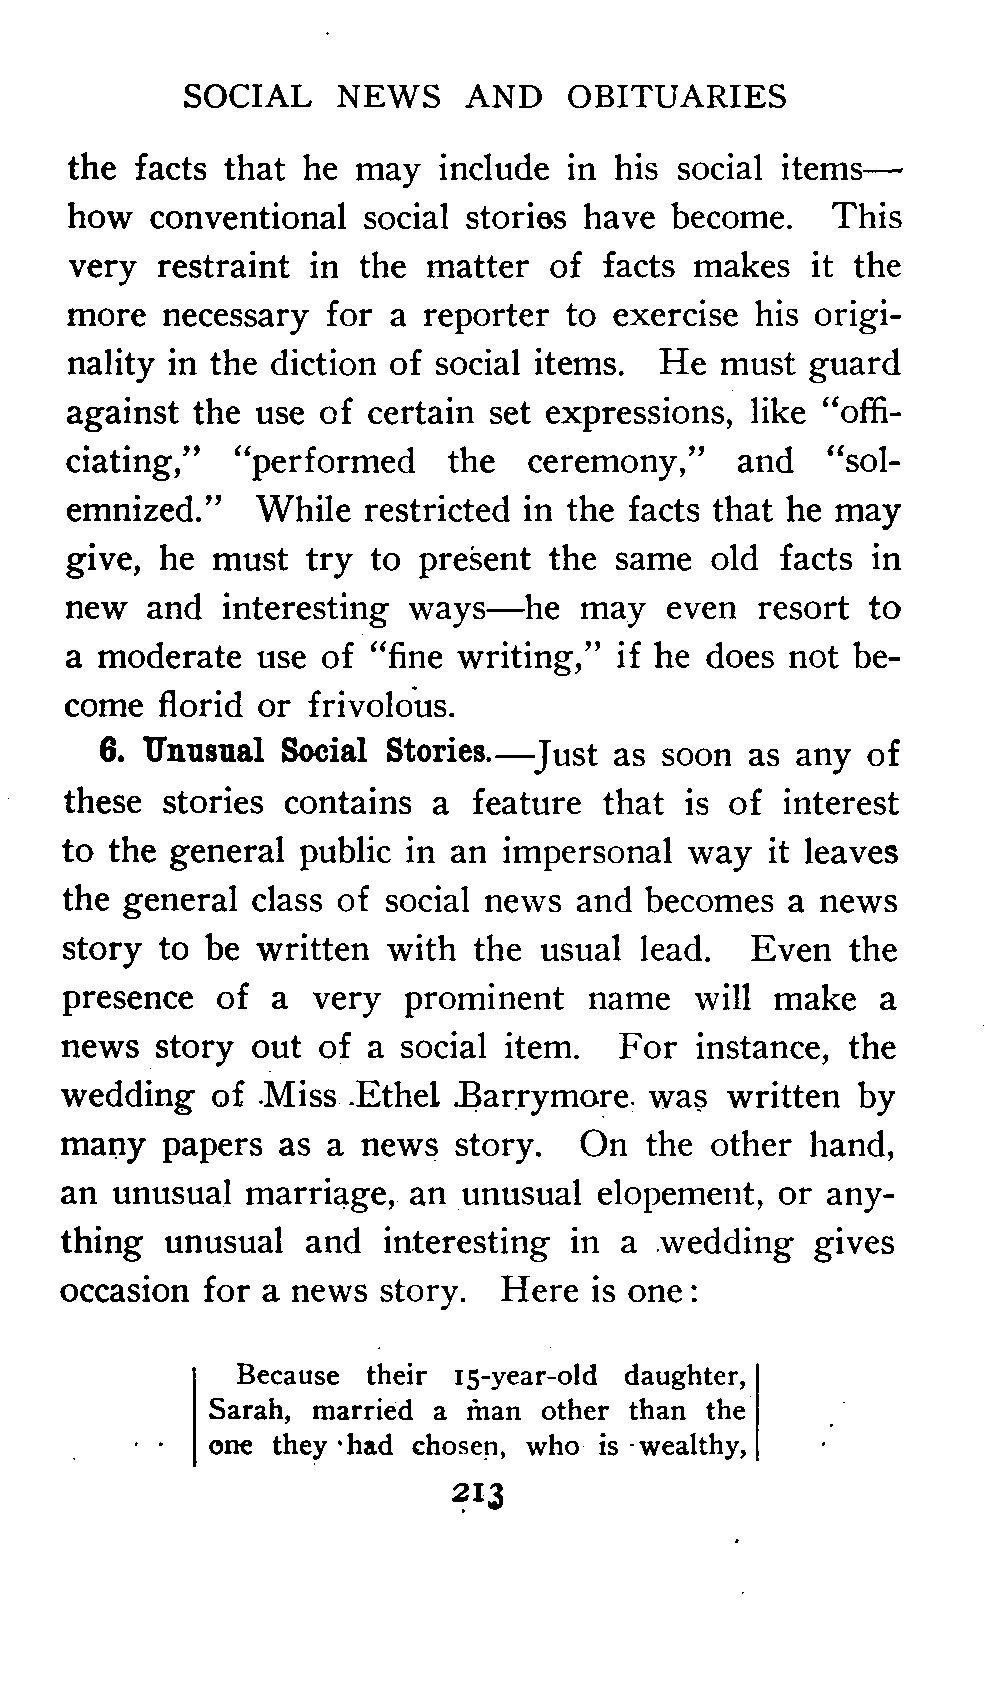 SOCIAL NEWS AND OBITUARIES
the facts that he may include in his social items—
how conventional social stories have become. This
very restraint in the matter of facts makes it the
more necessary for a reporter to exercise his origi-
nality in the diction of social items. He must guard
against the use of certain set expressions, like “offi-
ciating,” “performed the ceremony,” and “sol-
emnized.” While restricted in the facts that he may
give, he must try to present the same old facts in
new and interesting ways—he may even resort to
a moderate use of “fine writing,” if he does not be-
come florid or frivolous.
6. Unusual Social Stories.—Just as soon as any of
these stories contains a feature that is of interest
to the general public in an impersonal way it leaves
the general class of social news and becomes a news
story to be written with the usual lead. Even the
presence of a very prominent name will make a
news story out of a social item. For instance, the
wedding of Miss Ethel Barrymore was written by
many papers as a news story. On the other hand,
an unusual marriage, an unusual elopement, or any-
thing unusual and interesting in a wedding gives
occasion for a news story. Here is one:
Because their 15-year-old daughter,
Sarah, married a man other than the
one they had chosen, who is wealthy,
213